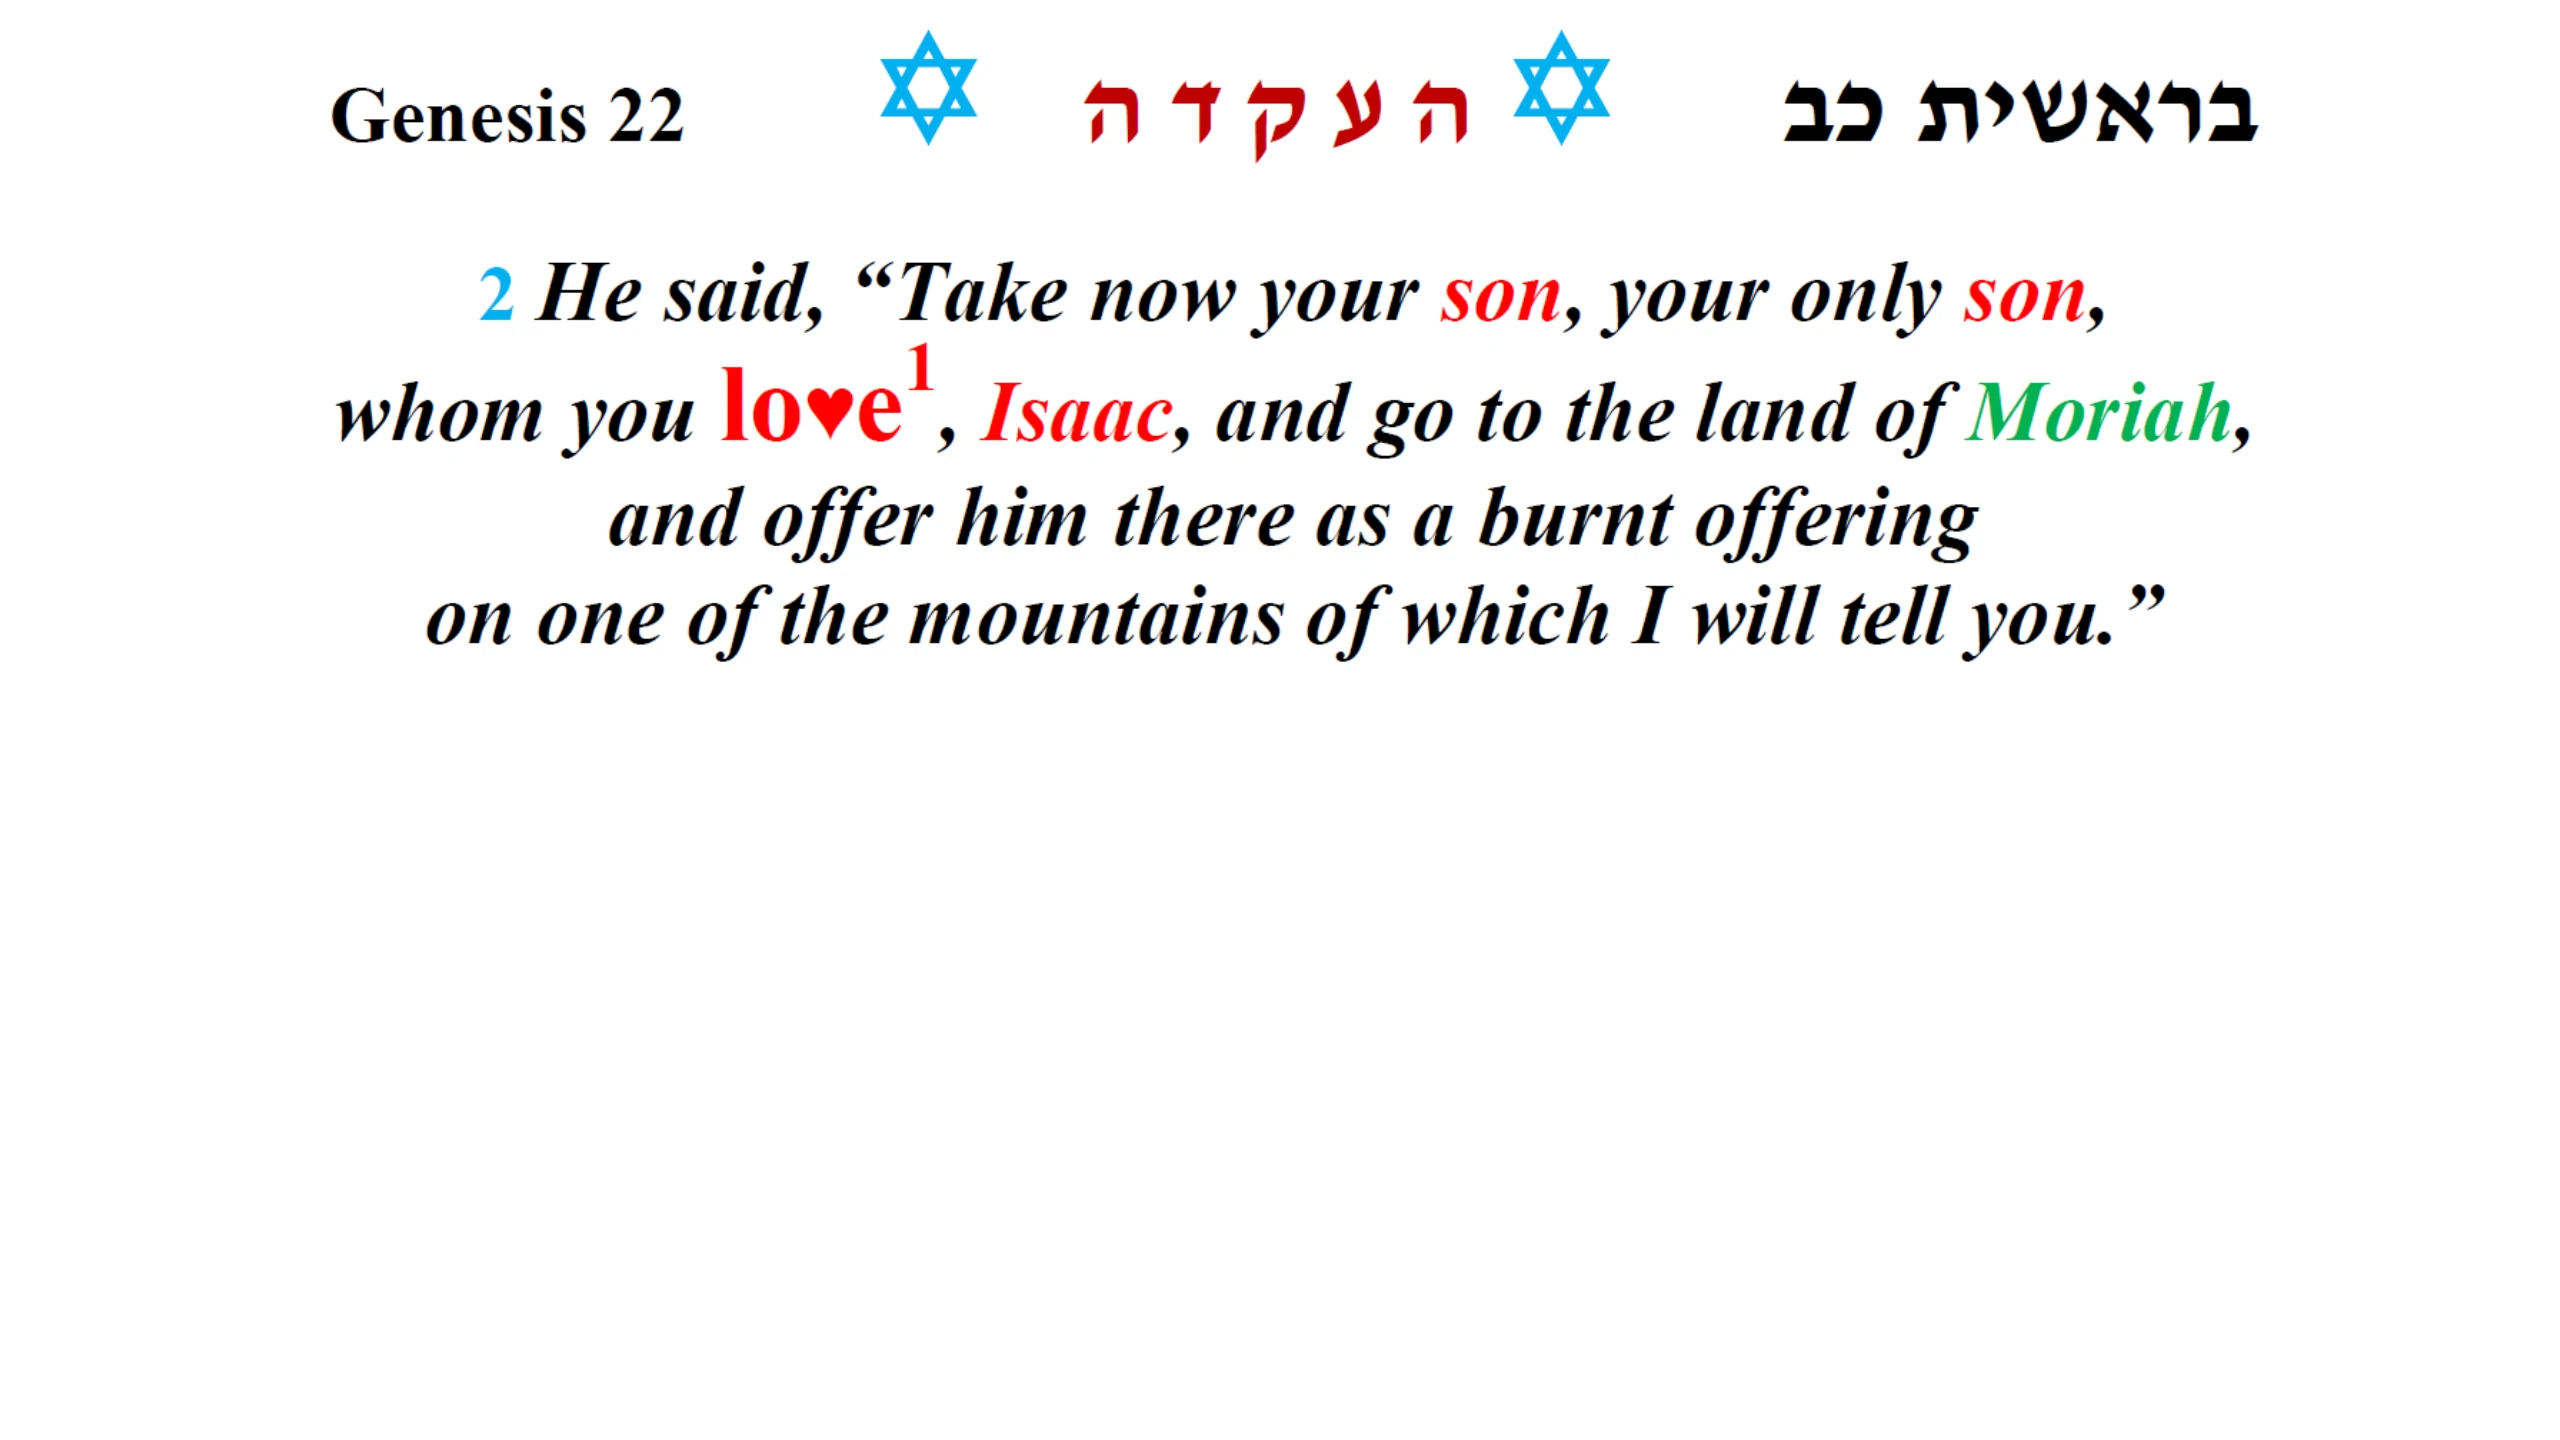 Genesis 22 ✡ ה ע ק ד ה ✡ בראשית כב
2 He said, “Take now your son, your only son,
whom you lo♥e¹, Isaac, and go to the land of Moriah,
and offer him there as a burnt offering
on one of the mountains of which I will tell you.”